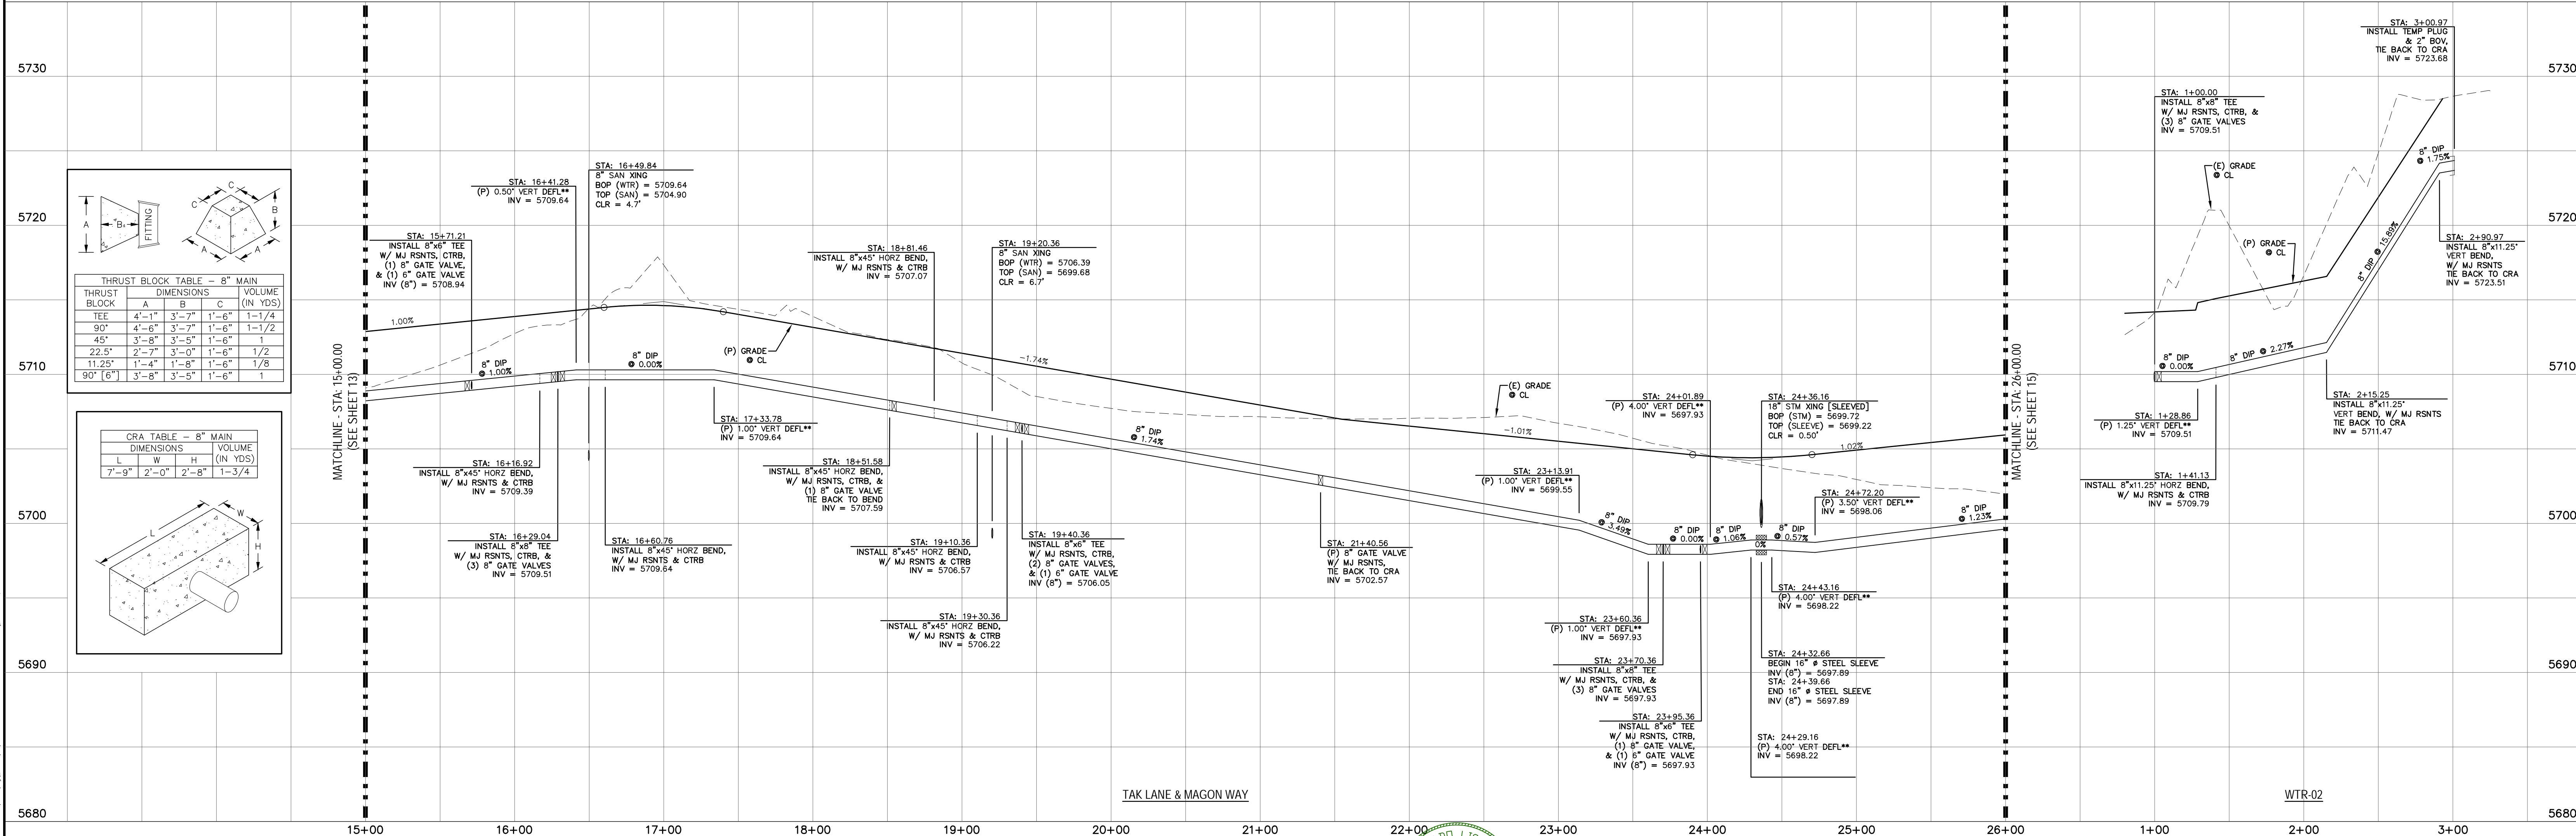 5730
5720
5710
5700
5690
5680
THRUST BLOCK TABLE - 8" MAIN
THRUST BLOCK
DIMENSIONS
VOLUME (IN YDS)
A B C
TEE 4'-1" 3'-7" 1'-6" 1-1/4
90° 4'-6" 3'-7" 1'-6" 1-1/2
45° 3'-8" 3'-5" 1'-6" 1
22.5° 2'-7" 3'-0" 1'-6" 1/2
11.25° 1'-4" 1'-8" 1'-6" 1/8
90° [6"] 3'-8" 3'-5" 1'-6" 1
A
B
FITTING
C
C
B
A
A
CRA TABLE - 8" MAIN
DIMENSIONS
VOLUME (IN YDS)
L W H
7'-9" 2'-0" 2'-8" 1-3/4
L
W
H
MATCHLINE - STA: 15+00.00
(SEE SHEET 13)
STA: 15+71.21
INSTALL 8"x6" TEE
W/ MJ RSNTS, CTRB,
(1) 8" GATE VALVE,
& (1) 6" GATE VALVE
INV (8") = 5708.94
STA: 16+41.28
(P) 0.50° VERT DEFL**
INV = 5709.64
STA: 16+49.84
8" SAN XING
BOP (WTR) = 5709.64
TOP (SAN) = 5704.90
CLR = 4.7'
STA: 18+81.46
INSTALL 8"x45° HORZ BEND,
W/ MJ RSNTS & CTRB
INV = 5707.07
STA: 19+20.36
8" SAN XING
BOP (WTR) = 5706.39
TOP (SAN) = 5699.68
CLR = 6.7'
1.00%
8" DIP
@ 1.00%
8" DIP
@ 0.00%
(P) GRADE
@ CL
-1.74%
8" DIP
@ 1.74%
(E) GRADE
@ CL
-1.01%
1.02%
STA: 16+16.92
INSTALL 8"x45° HORZ BEND,
W/ MJ RSNTS & CTRB
INV = 5709.39
STA: 16+29.04
INSTALL 8"x8" TEE
W/ MJ RSNTS, CTRB, &
(3) 8" GATE VALVES
INV = 5709.51
STA: 16+60.76
INSTALL 8"x45° HORZ BEND,
W/ MJ RSNTS & CTRB
INV = 5709.64
STA: 17+33.78
(P) 1.00° VERT DEFL**
INV = 5709.64
STA: 18+51.58
INSTALL 8"x45° HORZ BEND,
W/ MJ RSNTS, CTRB, &
(1) 8" GATE VALVE
TIE BACK TO BEND
INV = 5707.59
STA: 19+10.36
INSTALL 8"x45° HORZ BEND,
W/ MJ RSNTS & CTRB
INV = 5706.57
STA: 19+30.36
INSTALL 8"x45° HORZ BEND,
W/ MJ RSNTS & CTRB
INV = 5706.22
STA: 19+40.36
INSTALL 8"x6" TEE
W/ MJ RSNTS, CTRB,
(2) 8" GATE VALVES,
& (1) 6" GATE VALVE
INV (8") = 5706.05
STA: 21+40.56
(P) 8" GATE VALVE
W/ MJ RSNTS,
TIE BACK TO CRA
INV = 5702.57
STA: 23+13.91
(P) 1.00° VERT DEFL**
INV = 5699.55
STA: 24+01.89
(P) 4.00° VERT DEFL**
INV = 5697.93
STA: 24+36.16
18" STM XING [SLEEVED]
BOP (STM) = 5699.72
TOP (SLEEVE) = 5699.22
CLR = 0.50'
STA: 24+72.20
(P) 3.50° VERT DEFL**
INV = 5698.06
8" DIP
@ 3.49%
8" DIP
@ 0.00%
8" DIP
@ 1.06%
0%
8" DIP
@ 0.57%
8" DIP
@ 1.23%
STA: 24+43.16
(P) 4.00° VERT DEFL**
INV = 5698.22
STA: 23+60.36
(P) 1.00° VERT DEFL**
INV = 5697.93
STA: 23+70.36
INSTALL 8"x8" TEE
W/ MJ RSNTS, CTRB, &
(3) 8" GATE VALVES
INV = 5697.93
STA: 23+95.36
INSTALL 8"x6" TEE
W/ MJ RSNTS, CTRB,
(1) 8" GATE VALVE,
& (1) 6" GATE VALVE
INV (8") = 5697.93
STA: 24+32.66
BEGIN 16" ø STEEL SLEEVE
INV (8") = 5697.89
STA: 24+39.66
END 16" ø STEEL SLEEVE
INV (8") = 5697.89
STA: 24+29.16
(P) 4.00° VERT DEFL**
INV = 5698.22
MATCHLINE - STA: 26+00.00
(SEE SHEET 15)
STA: 3+00.97
INSTALL TEMP PLUG
& 2" BOV,
TIE BACK TO CRA
INV = 5723.68
STA: 1+00.00
INSTALL 8"x8" TEE
W/ MJ RSNTS, CTRB, &
(3) 8" GATE VALVES
INV = 5709.51
(E) GRADE
@ CL
(P) GRADE
@ CL
8" DIP
@ 1.75%
8" DIP @ 15.89%
8" DIP @ 2.27%
8" DIP
@ 0.00%
STA: 2+90.97
INSTALL 8"x11.25°
VERT BEND,
W/ MJ RSNTS
TIE BACK TO CRA
INV = 5723.51
STA: 2+15.25
INSTALL 8"x11.25°
VERT BEND, W/ MJ RSNTS
TIE BACK TO CRA
INV = 5711.47
STA: 1+28.86
(P) 1.25° VERT DEFL**
INV = 5709.51
STA: 1+41.13
INSTALL 8"x11.25° HORZ BEND,
W/ MJ RSNTS & CTRB
INV = 5709.79
5730
5720
5710
5700
5690
5680
TAK LANE & MAGON WAY
WTR-02
15+00 16+00 17+00 18+00 19+00 20+00 21+00 22+00 23+00 24+00 25+00 26+00 1+00 2+00 3+00